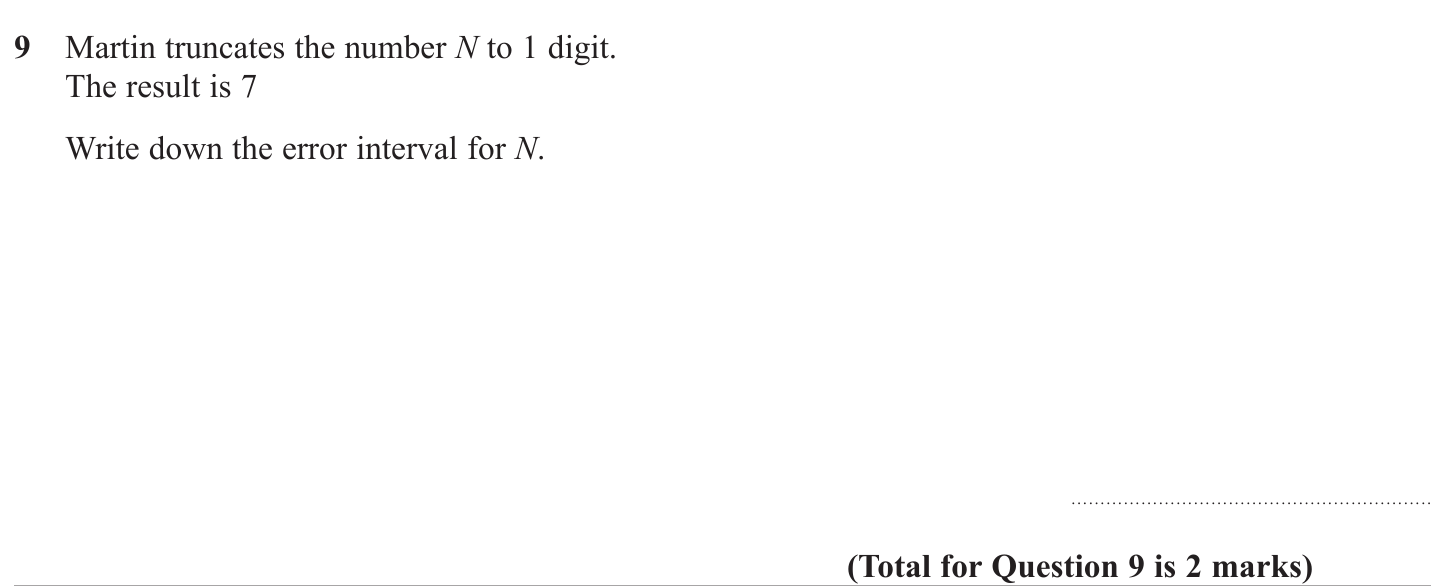 9 Martin truncates the number N to 1 digit.
The result is 7
Write down the error interval for N.
(Total for Question 9 is 2 marks)